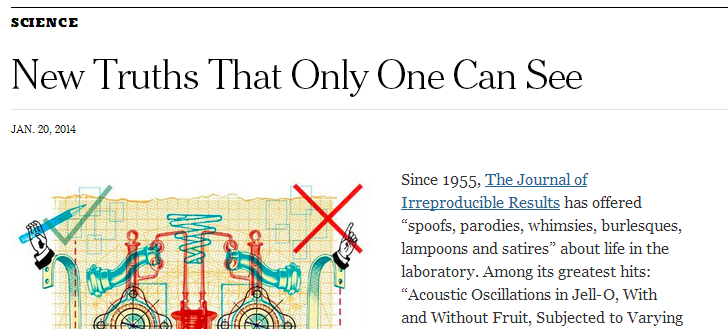 SCIENCE
New Truths That Only One Can See
JAN. 20, 2014
Since 1955, The Journal of
Irreproducible Results has offered
“spoofs, parodies, whimsies, burlesques,
lampoons and satires” about life in the
laboratory. Among its greatest hits:
“Acoustic Oscillations in Jell-O, With
and Without Fruit, Subjected to Varying